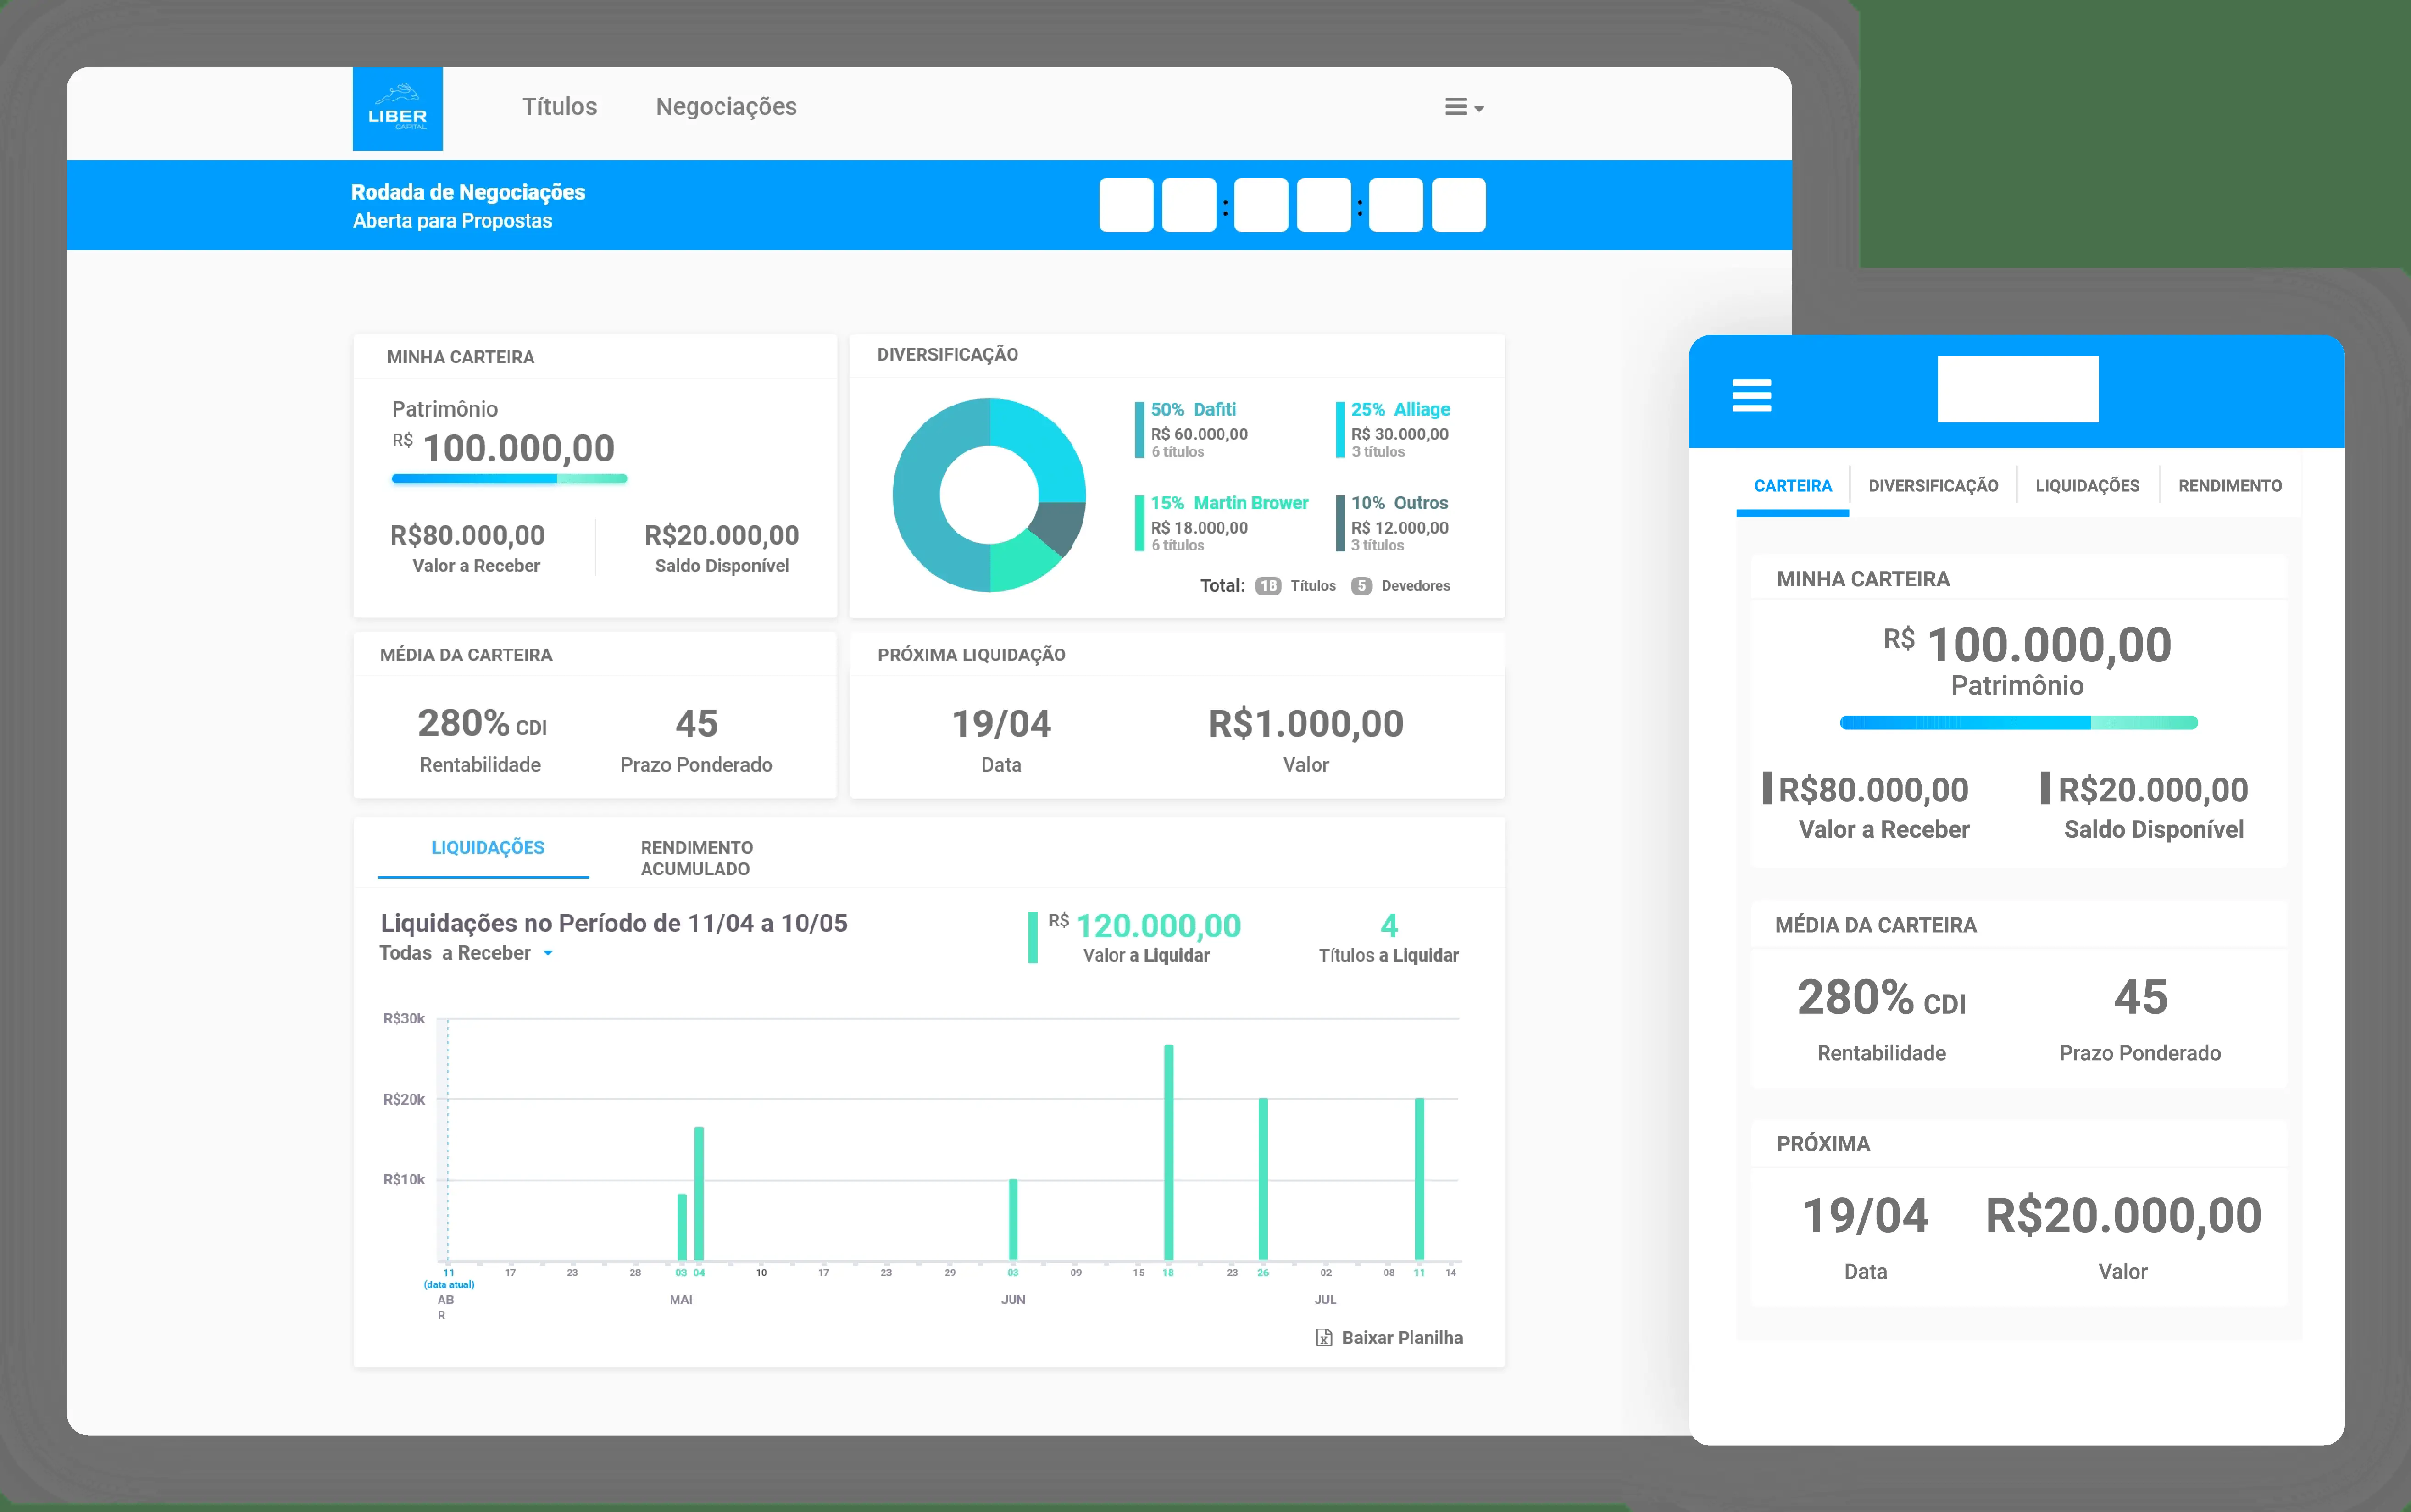 LIBER
CAPITAL
Títulos
Negociações
Rodada de Negociações
Aberta para Propostas
: :
MINHA CARTEIRA
Patrimônio
R$ 100.000,00
R$80.000,00
Valor a Receber
R$20.000,00
Saldo Disponível
DIVERSIFICAÇÃO
50% Dafiti
R$ 60.000,00
6 títulos
25% Alliage
R$ 30.000,00
3 títulos
15% Martin Brower
R$ 18.000,00
6 títulos
10% Outros
R$ 12.000,00
3 títulos
Total: 18 Títulos 5 Devedores
MÉDIA DA CARTEIRA
280% CDI
Rentabilidade
45
Prazo Ponderado
PRÓXIMA LIQUIDAÇÃO
19/04
Data
R$1.000,00
Valor
LIQUIDAÇÕES
RENDIMENTO
ACUMULADO
Liquidações no Período de 11/04 a 10/05
Todas a Receber
R$ 120.000,00
Valor a Liquidar
4
Títulos a Liquidar
R$30k
R$20k
R$10k
11 17 23 28 03 04 10 17 23 29 03 09 15 18 23 26 02 08 11 14
(data atual)
AB
R
MAI
JUN
JUL
Baixar Planilha
CARTEIRA
DIVERSIFICAÇÃO
LIQUIDAÇÕES
RENDIMENTO
MINHA CARTEIRA
R$ 100.000,00
Patrimônio
R$80.000,00
Valor a Receber
R$20.000,00
Saldo Disponível
MÉDIA DA CARTEIRA
280% CDI
Rentabilidade
45
Prazo Ponderado
PRÓXIMA
19/04
Data
R$20.000,00
Valor